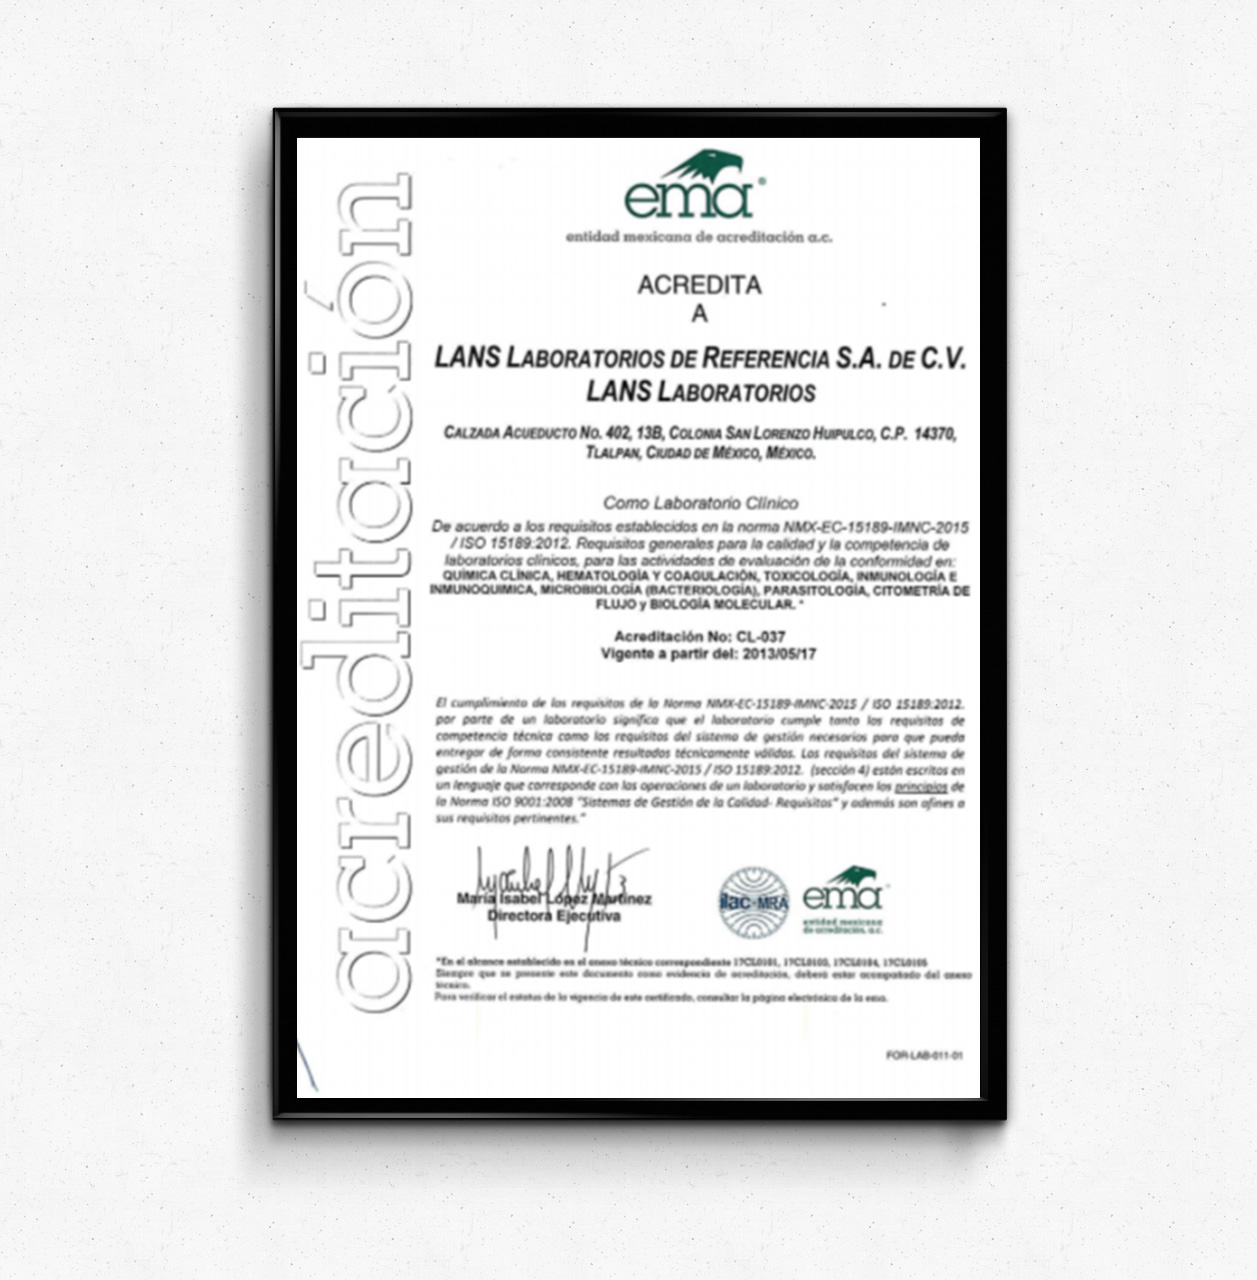 acreditación
ema®
entidad mexicana de acreditación a.c.
ACREDITA
A
LANS LABORATORIOS DE REFERENCIA S.A. DE C.V.
LANS LABORATORIOS
CALZADA ACUEDUCTO NO. 402, 13B, COLONIA SAN LORENZO HUIPULCO, C.P. 14370,
TLALPAN, CIUDAD DE MÉXICO, MÉXICO.
Como Laboratorio Clínico
De acuerdo a los requisitos establecidos en la norma NMX-EC-15189-IMNC-2015
/ ISO 15189:2012. Requisitos generales para la calidad y la competencia de
laboratorios clínicos, para las actividades de evaluación de la conformidad en:
QUÍMICA CLÍNICA, HEMATOLOGÍA Y COAGULACIÓN, TOXICOLOGÍA, INMUNOLOGÍA E
INMUNOQUIMICA, MICROBIOLOGÍA (BACTERIOLOGÍA), PARASITOLOGÍA, CITOMETRÍA DE
FLUJO y BIOLOGÍA MOLECULAR. *
Acreditación No: CL-037
Vigente a partir del: 2013/05/17
El cumplimiento de los requisitos de la Norma NMX-EC-15189-IMNC-2015 / ISO 15189:2012.
por parte de un laboratorio significa que el laboratorio cumple tanto los requisitos de
competencia técnica como los requisitos del sistema de gestión necesarios para que pueda
entregar de forma consistente resultados técnicamente válidos. Los requisitos del sistema de
gestión de la Norma NMX-EC-15189-IMNC-2015 / ISO 15189:2012. (sección 4) están escritos en
un lenguaje que corresponde con las operaciones de un laboratorio y satisfacen los principios de
la Norma ISO 9001:2008 "Sistemas de Gestión de la Calidad- Requisitos" y además son afines a
sus requisitos pertinentes."
María Isabel López Martínez
Directora Ejecutiva
ilac-MRA
ema
entidad mexicana
de acreditación, a.c.
*En el alcance establecido en el anexo técnico correspondiente 17CL0101, 17CL0103, 17CL0104, 17CL0105
Siempre que se presente este documento como evidencia de acreditación, deberá estar acompañado del anexo
técnico.
Para verificar el estatus de la vigencia de este certificado, consultar la página electrónica de la ema.
FOR-LAB-011-01